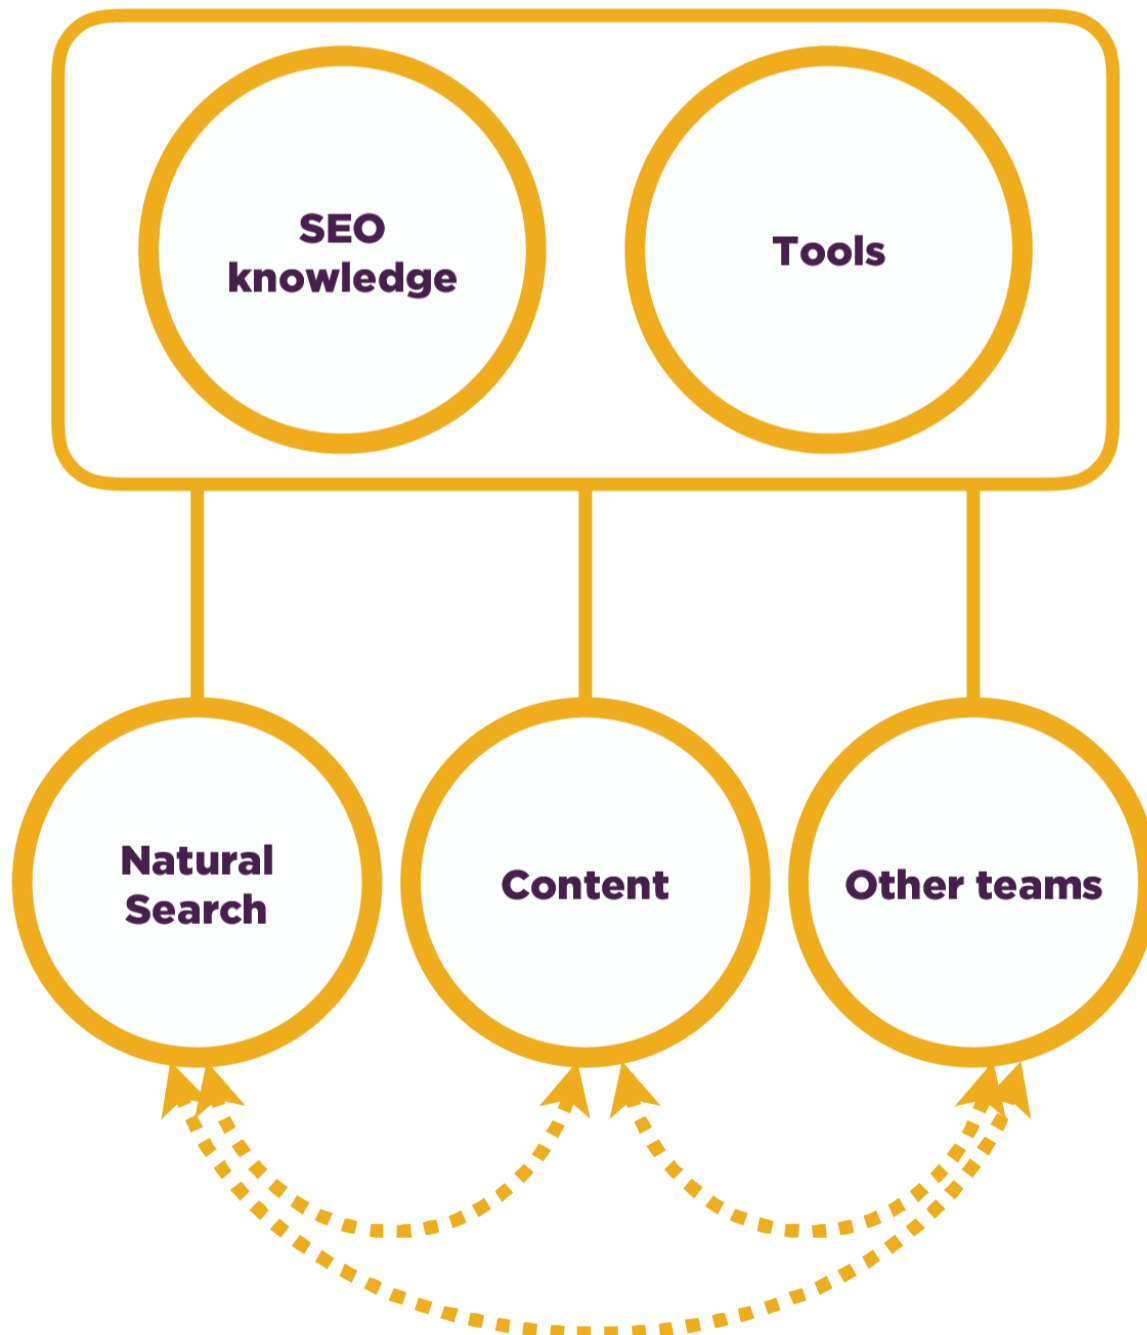 SEO
knowledge
Tools
Natural
Search
Content
Other teams